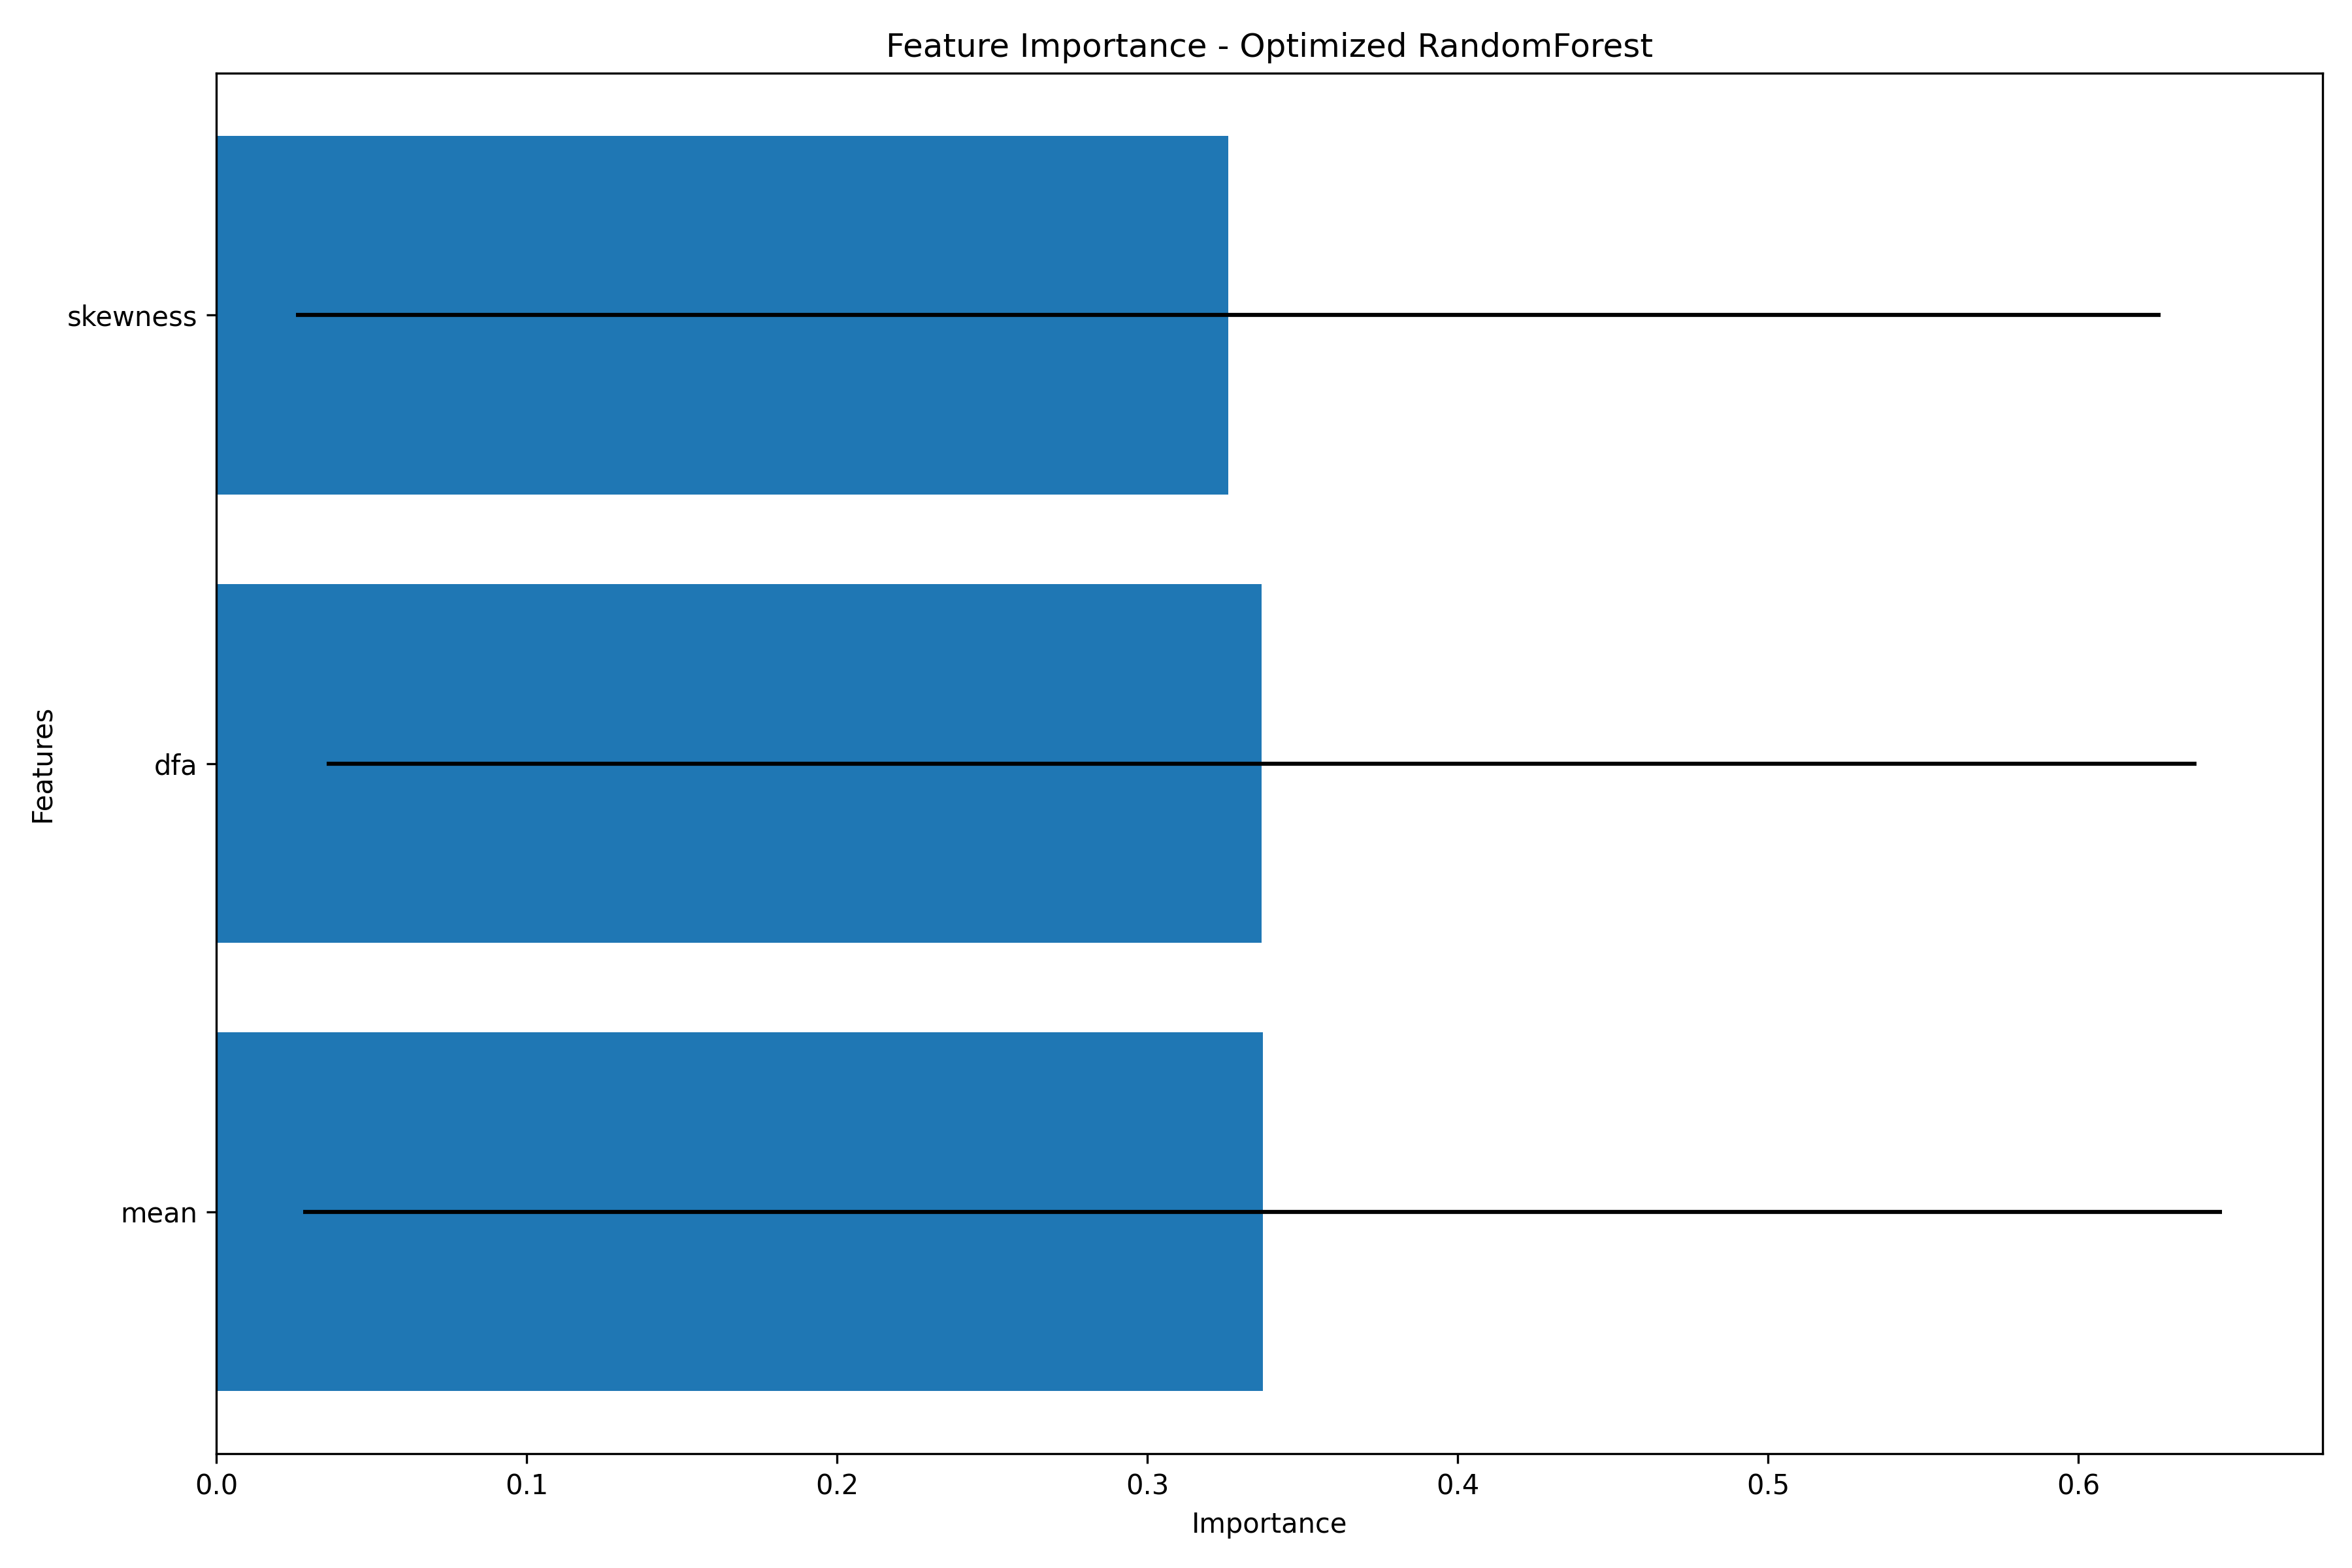 Feature Importance - Optimized RandomForest
skewness
dfa
mean
Features
0.0 0.1 0.2 0.3 0.4 0.5 0.6
Importance